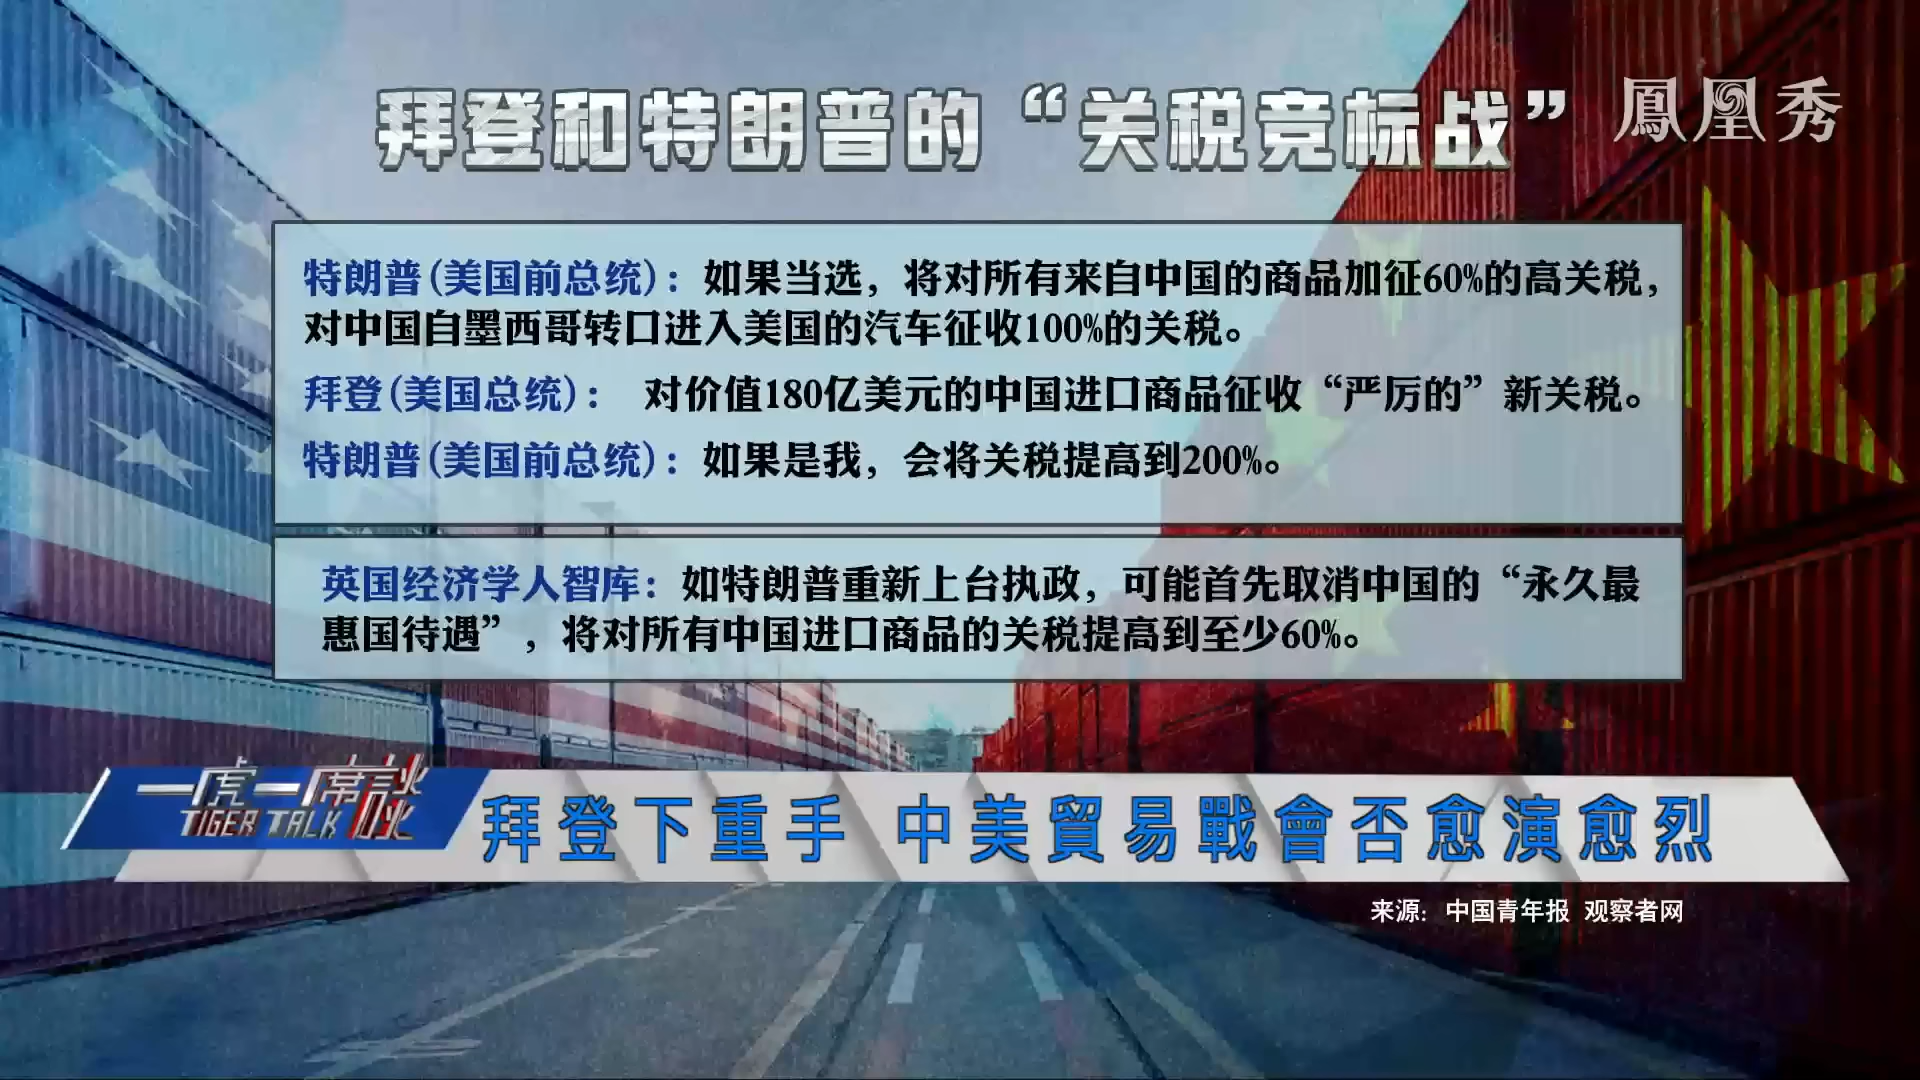 拜登和特朗普的“关税竞标战”
鳳凰秀
特朗普(美国前总统)：如果当选，将对所有来自中国的商品加征60%的高关税，
对中国自墨西哥转口进入美国的汽车征收100%的关税。
拜登(美国总统)： 对价值180亿美元的中国进口商品征收“严厉的”新关税。
特朗普(美国前总统)：如果是我，会将关税提高到200%。
英国经济学人智库：如特朗普重新上台执政，可能首先取消中国的“永久最
惠国待遇”，将对所有中国进口商品的关税提高到至少60%。
一虎一席談
TIGER TALK
拜登下重手 中美貿易戰會否愈演愈烈
来源：中国青年报 观察者网